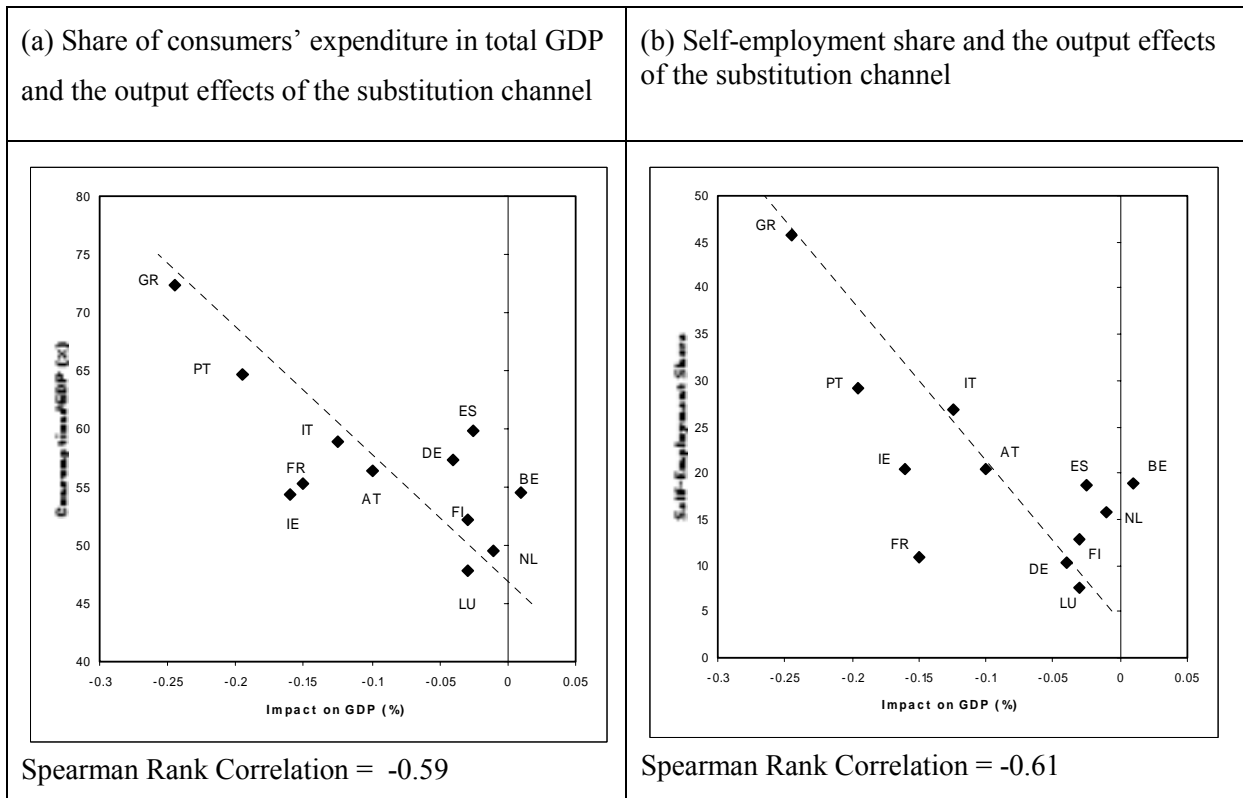 (a) Share of consumers’ expenditure in total GDP
and the output effects of the substitution channel
(b) Self-employment share and the output effects
of the substitution channel
80
75
70
65
60
55
50
45
40
-0.3
-0.25
-0.2
-0.15
-0.1
-0.05
0
0.05
Consumption/GDP (%)
Impact on GDP (%)
GR
PT
IT
FR
IE
AT
DE
ES
BE
FI
NL
LU
50
45
40
35
30
25
20
15
10
5
0
-0.3
-0.25
-0.2
-0.15
-0.1
-0.05
0
0.05
Self-Employment Share
Impact on GDP (%)
GR
PT
IT
IE
AT
FR
ES
BE
NL
FI
DE
LU
Spearman Rank Correlation = -0.59
Spearman Rank Correlation = -0.61